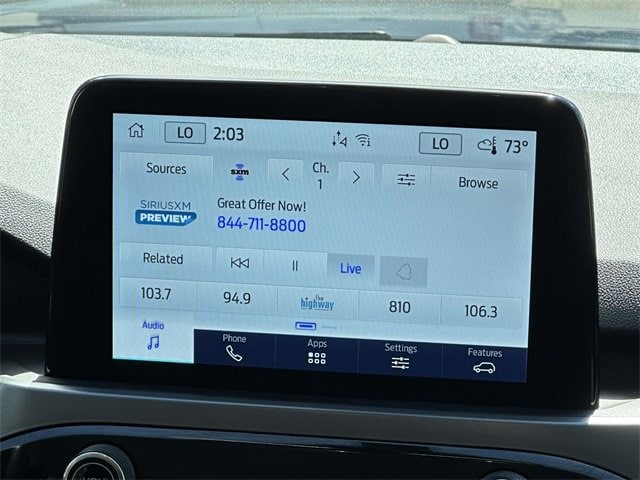 LO 2:03 LO 73°
Sources sxm Ch. 1 Browse
SIRIUSXM
PREVIEW
Great Offer Now!
844-711-8800
Related Live
103.7 94.9 the highway 810 106.3
Audio Phone Apps Settings Features